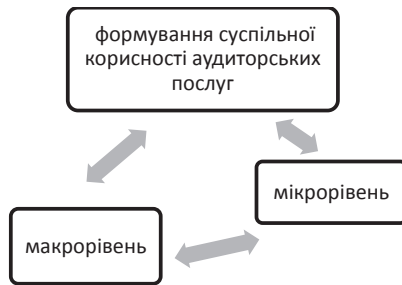 формування суспільної
корисності аудиторських
послуг
мікрорівень
макрорівень